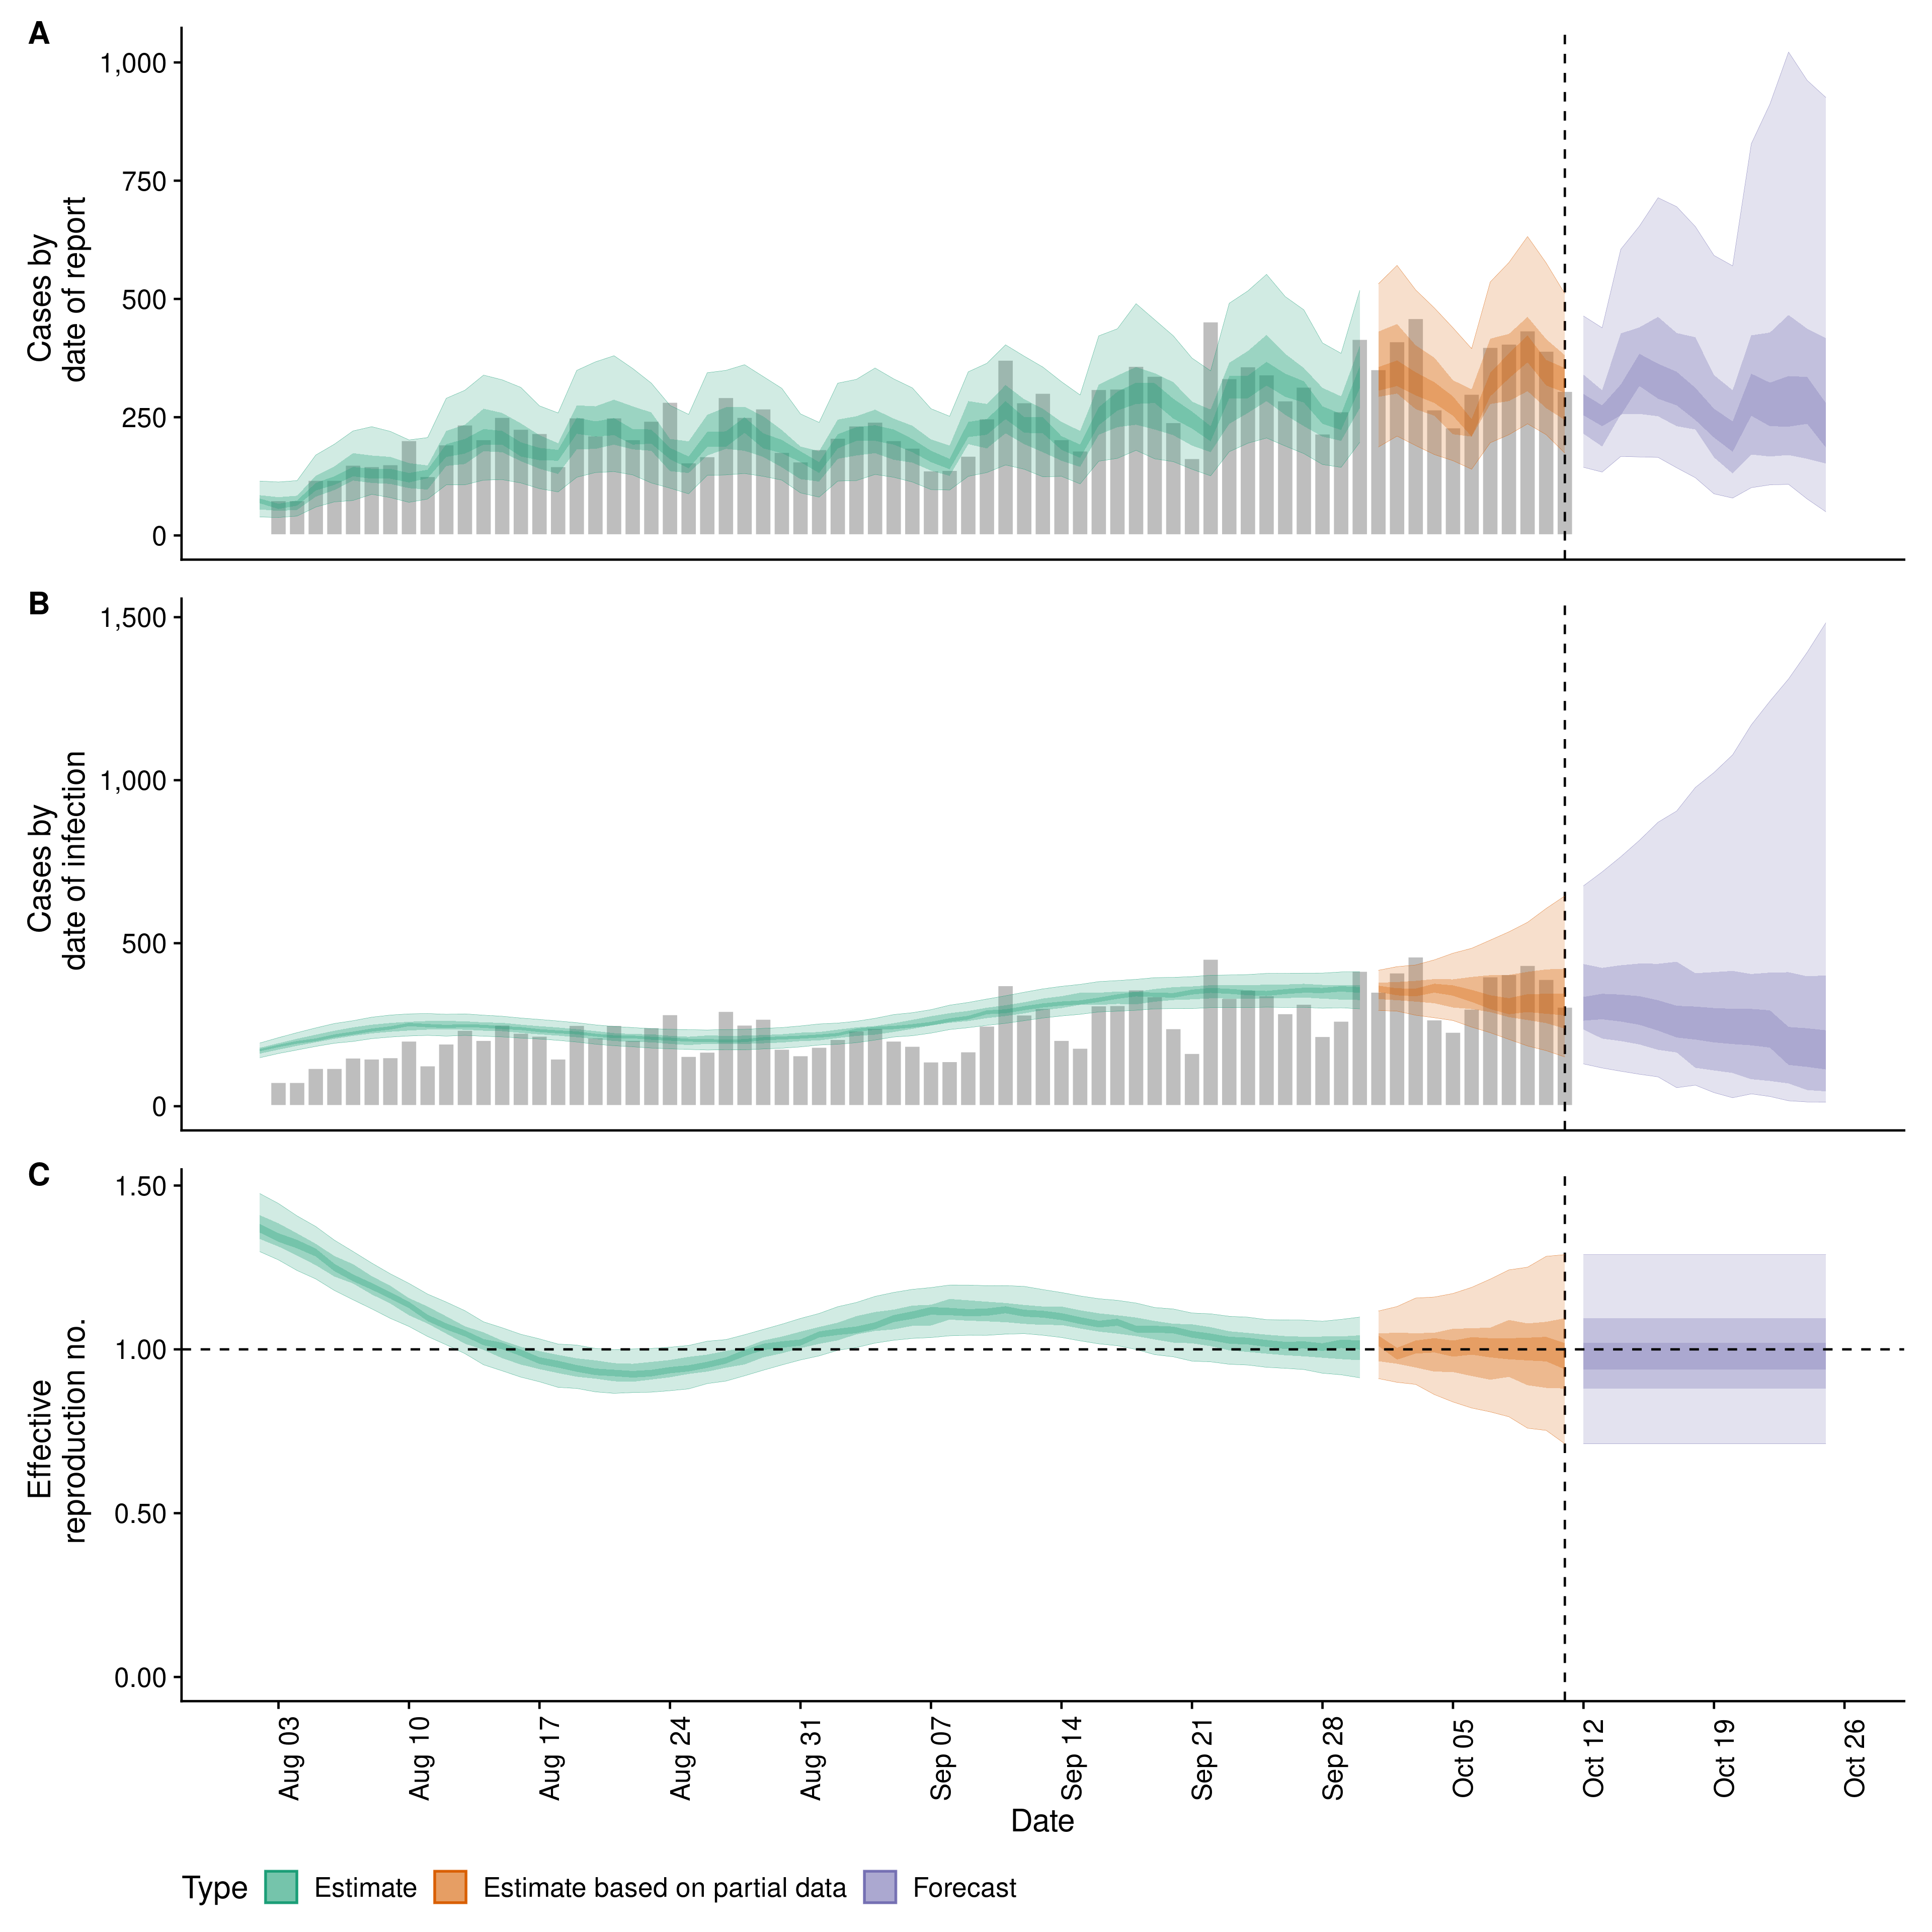 A
Cases by
date of report
1,000
750
500
250
0
B
Cases by
date of infection
1,500
1,000
500
0
C
Effective
reproduction no.
1.50
1.00
0.50
0.00
Aug 03
Aug 10
Aug 17
Aug 24
Aug 31
Sep 07
Sep 14
Sep 21
Sep 28
Oct 05
Oct 12
Oct 19
Oct 26
Date
Type Estimate Estimate based on partial data Forecast